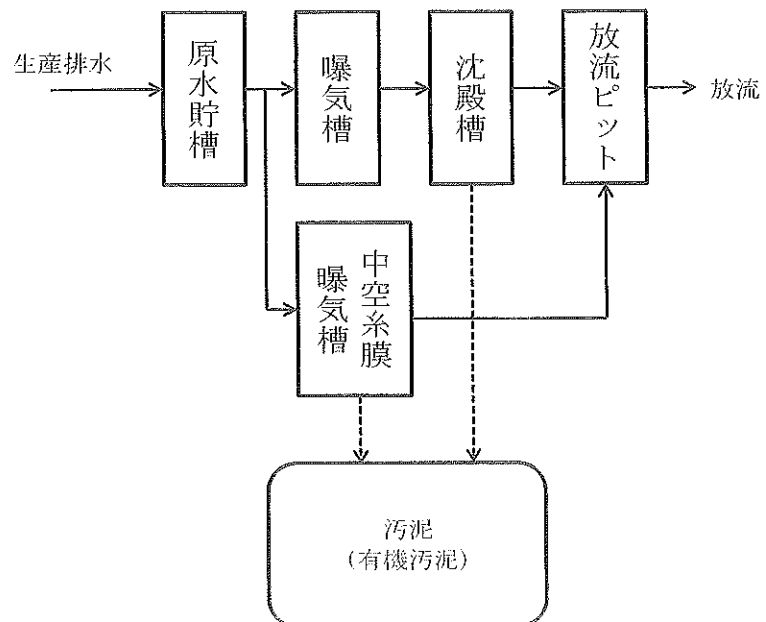 生産排水
原水貯槽
曝気槽
沈殿槽
放流ピット
放流
中空糸膜
曝気槽
汚泥
(有機汚泥)